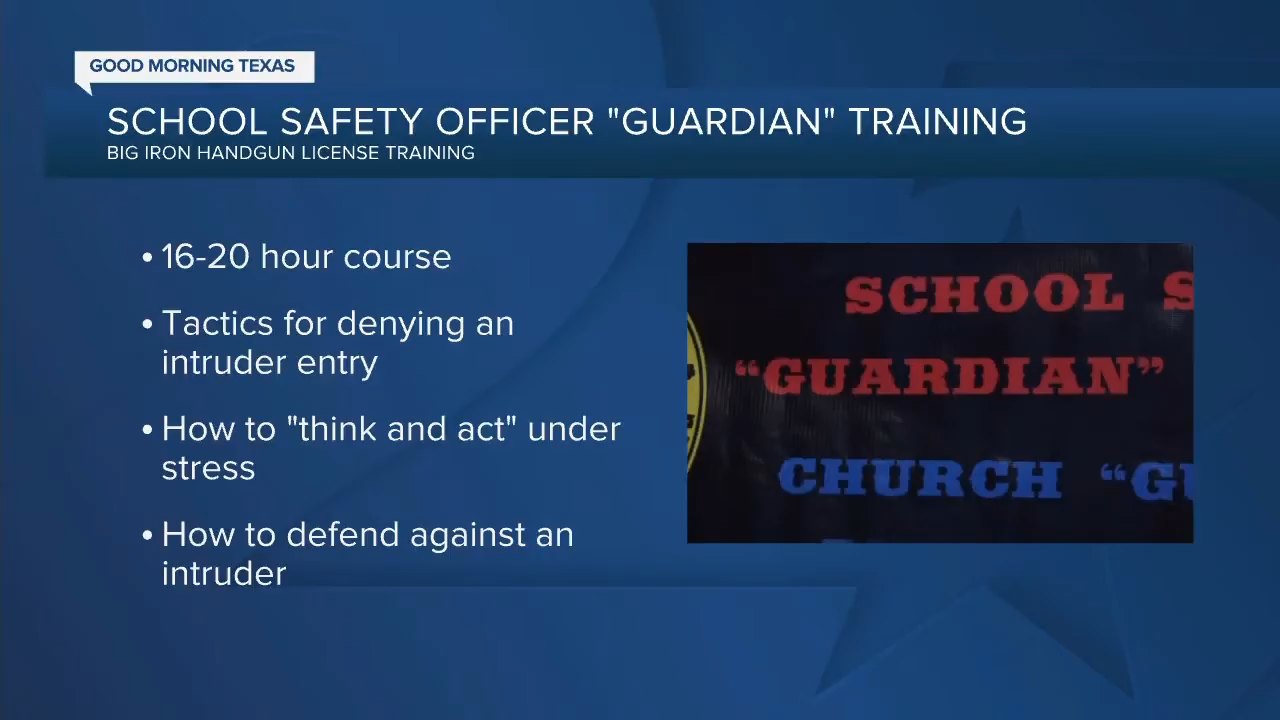 GOOD MORNING TEXAS
SCHOOL SAFETY OFFICER "GUARDIAN" TRAINING
BIG IRON HANDGUN LICENSE TRAINING
• 16-20 hour course
• Tactics for denying an
intruder entry
• How to "think and act" under
stress
• How to defend against an
intruder
SCHOOL S
“GUARDIAN”
CHURCH